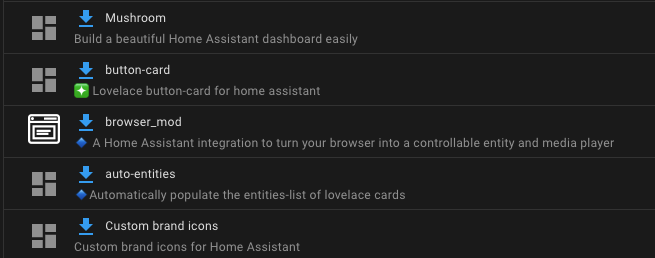 Mushroom
Build a beautiful Home Assistant dashboard easily
button-card
❇️ Lovelace button-card for home assistant
browser_mod
🔹 A Home Assistant integration to turn your browser into a controllable entity and media player
auto-entities
🔹Automatically populate the entities-list of lovelace cards
Custom brand icons
Custom brand icons for Home Assistant